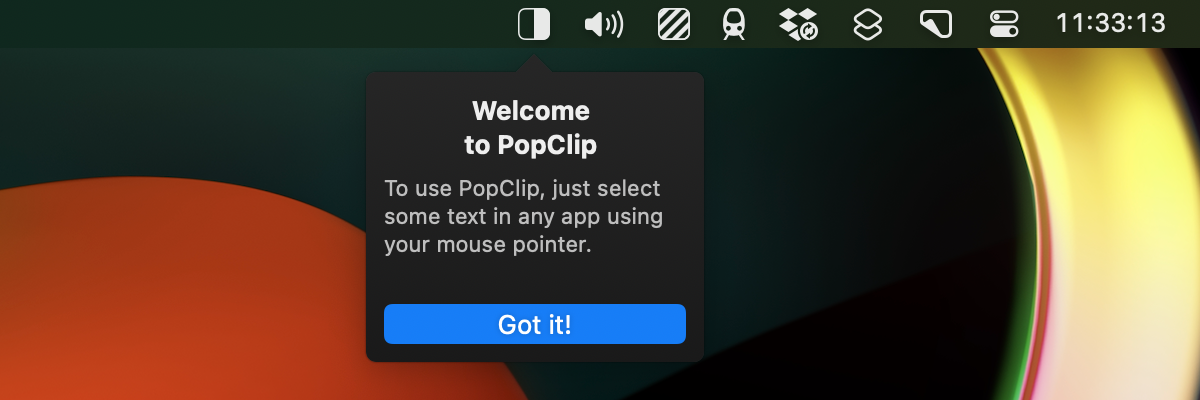 11:33:13
Welcome
to PopClip
To use PopClip, just select
some text in any app using
your mouse pointer.
Got it!